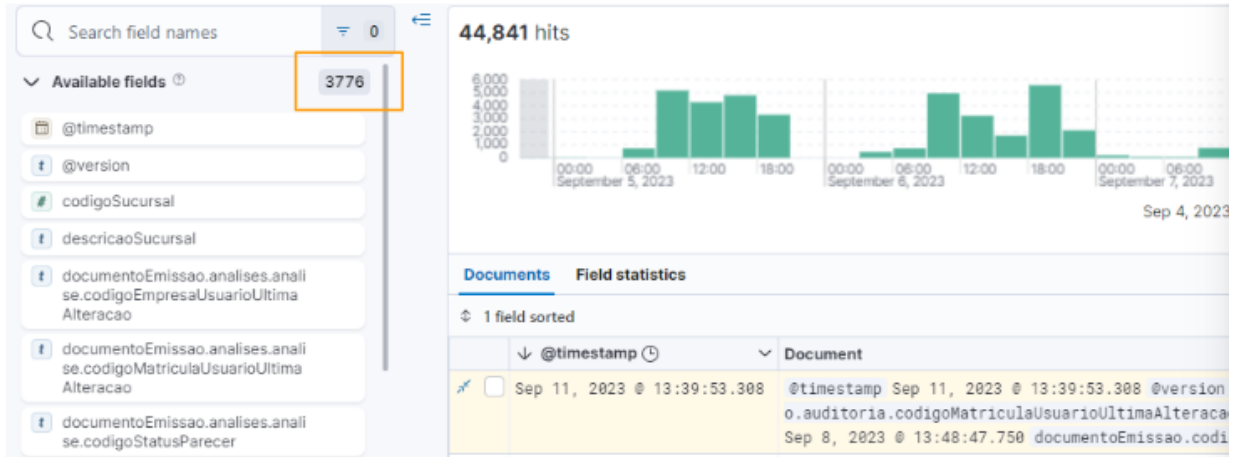 Search field names
0
Available fields
3776
@timestamp
t @version
# codigoSucursal
t descricaoSucursal
t documentoEmissao.analises.anali
se.codigoEmpresaUsuarioUltima
Alteracao
t documentoEmissao.analises.anali
se.codigoMatriculaUsuarioUltima
Alteracao
t documentoEmissao.analises.anali
se.codigoStatusParecer
44,841 hits
6,000
5,000
4,000
3,000
2,000
1,000
0
00:00 06:00 12:00 18:00 00:00 06:00 12:00 18:00 00:00 06:00
September 5, 2023 September 6, 2023 September 7, 2023
Sep 4, 2023
Documents Field statistics
1 field sorted
@timestamp Document
Sep 11, 2023 @ 13:39:53.308 @timestamp Sep 11, 2023 @ 13:39:53.308 @version
o.auditoria.codigoMatriculaUsuarioUltimaAlteraca
Sep 8, 2023 @ 13:48:47.750 documentoEmissao.codi